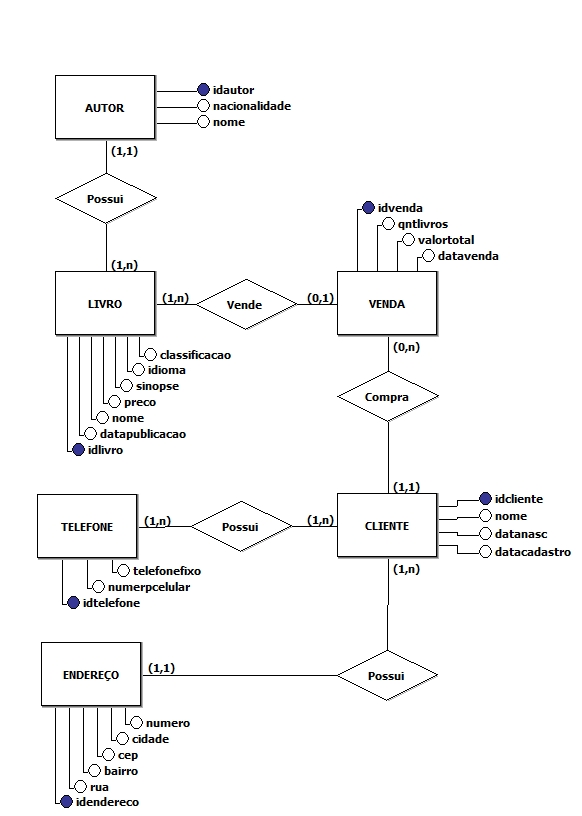 AUTOR
idautor
nacionalidade
nome
(1,1)
Possui
(1,n)
LIVRO
(1,n)
Vende
(0,1)
VENDA
idvenda
qntlivros
valortotal
datavenda
classificacao
idioma
sinopse
preco
nome
datapublicacao
idlivro
(0,n)
Compra
(1,1)
CLIENTE
idcliente
nome
datanasc
datacadastro
TELEFONE
(1,n)
Possui
(1,n)
telefonefixo
numerpcelular
idtelefone
(1,n)
Possui
(1,1)
ENDEREÇO
numero
cidade
cep
bairro
rua
idendereco